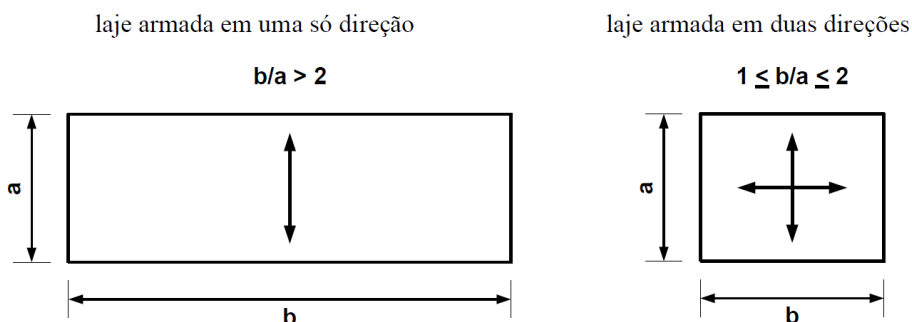 laje armada em uma só direção
b/a > 2
a
b
laje armada em duas direções
1 ≤ b/a ≤ 2
a
b